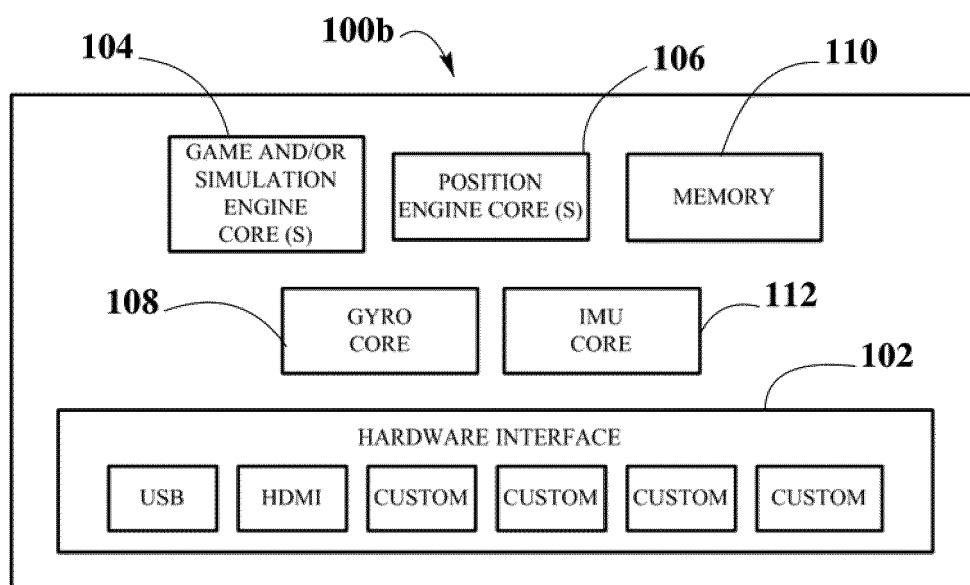 100b
104
106
110
GAME AND/OR
SIMULATION
ENGINE
CORE (S)
POSITION
ENGINE CORE (S)
MEMORY
108
GYRO
CORE
IMU
CORE
112
102
HARDWARE INTERFACE
USB
HDMI
CUSTOM
CUSTOM
CUSTOM
CUSTOM